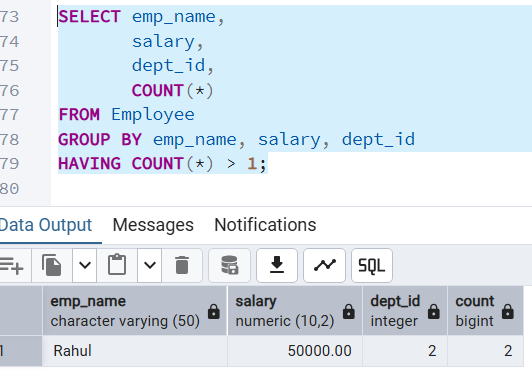 73 SELECT emp_name,
74 salary,
75 dept_id,
76 COUNT(*)
77 FROM Employee
78 GROUP BY emp_name, salary, dept_id
79 HAVING COUNT(*) > 1;
80
Data Output Messages Notifications
SQL
emp_name salary dept_id count
character varying (50) numeric (10,2) integer bigint
1 Rahul 50000.00 2 2